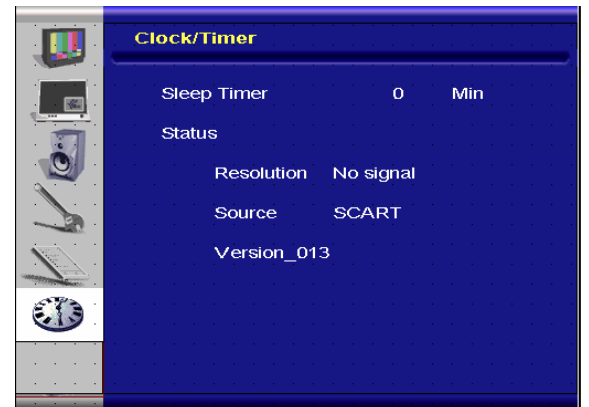 Clock/Timer
Sleep Timer 0 Min
Status
Resolution No signal
Source SCART
Version_013